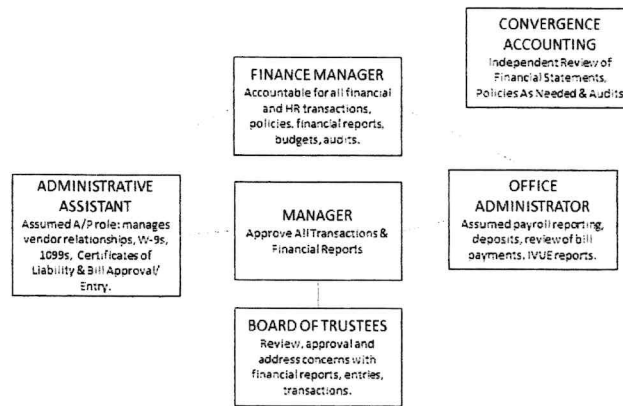 CONVERGENCE
ACCOUNTING
Independent Review of
Financial Statements,
Policies As Needed & Audits
FINANCE MANAGER
Accountable for all financial
and HR transactions,
policies, financial reports,
budgets, audits.
ADMINISTRATIVE
ASSISTANT
Assumed A/P role: manages
vendor relationships, W-9s,
1099s, Certificates of
Liability & Bill Approval/
Entry.
MANAGER
Approve All Transactions &
Financial Reports
OFFICE
ADMINISTRATOR
Assumed payroll reporting,
deposits, review of bill
payments, IVUE reports.
BOARD OF TRUSTEES
Review, approval and
address concerns with
financial reports, entries,
transactions.